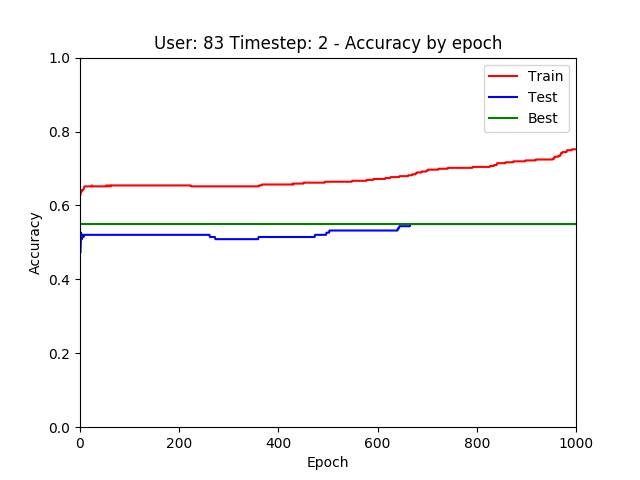 User: 83 Timestep: 2 - Accuracy by epoch
1.0
0.8
0.6
0.4
0.2
0.0
Accuracy
Train
Test
Best
0 200 400 600 800 1000
Epoch